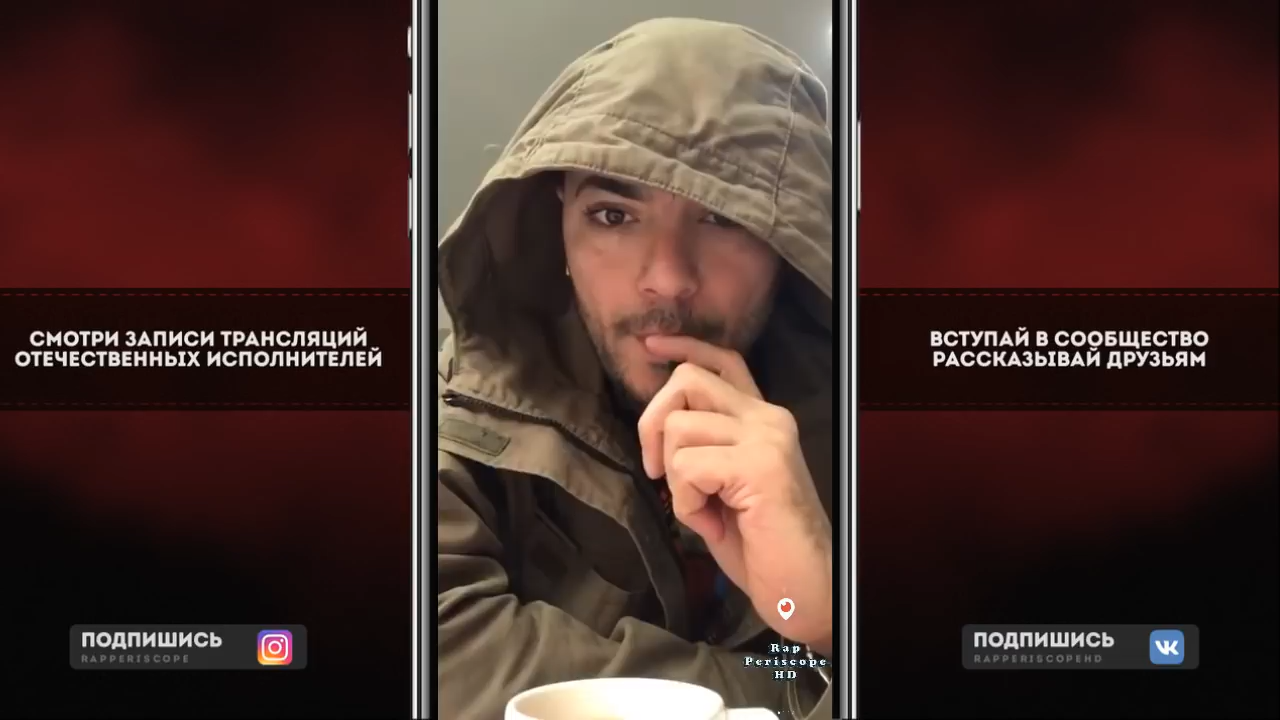 СМОТРИ ЗАПИСИ ТРАНСЛЯЦИЙ
ОТЕЧЕСТВЕННЫХ ИСПОЛНИТЕЛЕЙ
ВСТУПАЙ В СООБЩЕСТВО
РАССКАЗЫВАЙ ДРУЗЬЯМ
ПОДПИШИСЬ
RAPPERISCOPE
Rap
Periscope
HD
ПОДПИШИСЬ
RAPPERISCOPEHD